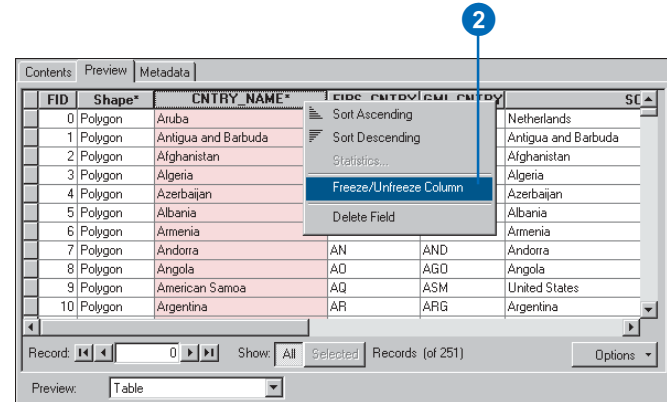 2
Contents Preview Metadata
FID Shape* CNTRY_NAME* FIPS_CNTRY GMI_CNTRY
0 Polygon Aruba Netherlands
1 Polygon Antigua and Barbuda Antigua and Barbuda
2 Polygon Afghanistan Afghanistan
3 Polygon Algeria Algeria
4 Polygon Azerbaijan Azerbaijan
5 Polygon Albania Albania
6 Polygon Armenia Armenia
7 Polygon Andorra AN AND Andorra
8 Polygon Angola AO AGO Angola
9 Polygon American Samoa AQ ASM United States
10 Polygon Argentina AR ARG Argentina
Sort Ascending
Sort Descending
Statistics...
Freeze/Unfreeze Column
Delete Field
Record: 0 Show: All Selected Records (of 251) Options
Preview: Table